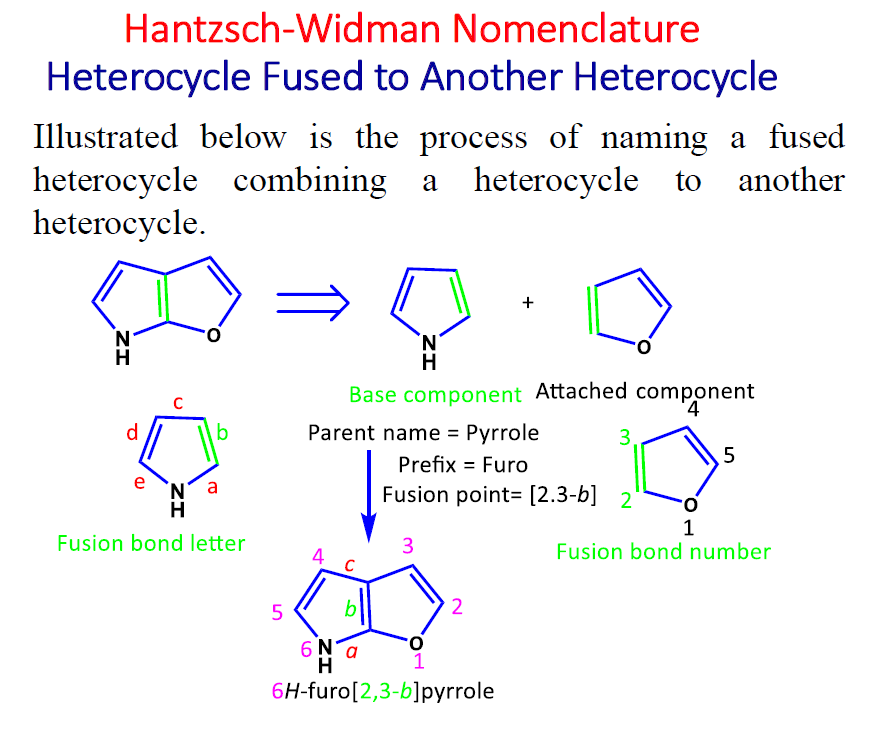 Hantzsch-Widman Nomenclature
Heterocycle Fused to Another Heterocycle
Illustrated below is the process of naming a fused
heterocycle combining a heterocycle to another
heterocycle.
N
H
O
N
H
+
O
Base component
Attached component
c
d
b
e
a
N
H
Fusion bond letter
Parent name = Pyrrole
Prefix = Furo
Fusion point= [2.3-b]
4
3
5
2
O
1
Fusion bond number
4
c
3
5
b
2
6
N
H
a
O
1
6H-furo[2,3-b]pyrrole